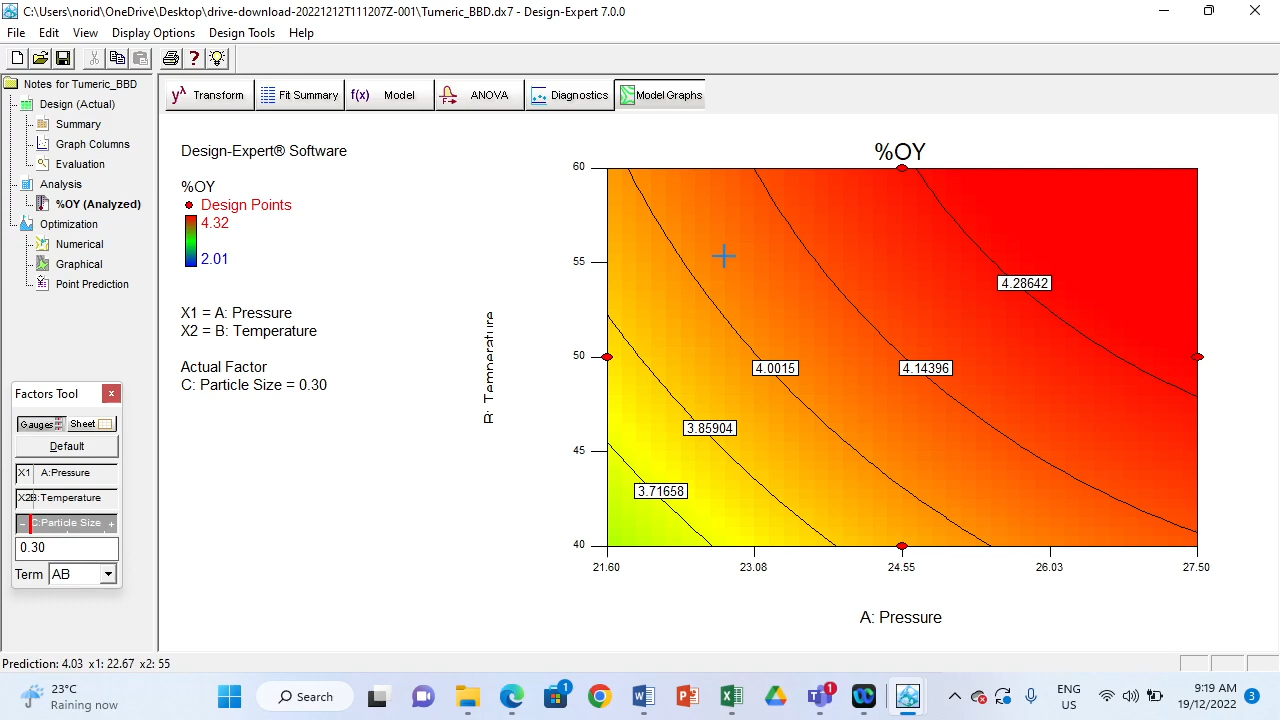 C:\Users\norid\OneDrive\Desktop\drive-download-20221212T111207Z-001\Tumeric_BBD.dx7 - Design-Expert 7.0.0
File Edit View Display Options Design Tools Help
Notes for Tumeric_BBD
Design (Actual)
Summary
Graph Columns
Evaluation
Analysis
%OY (Analyzed)
Optimization
Numerical
Graphical
Point Prediction
yλ Transform
Fit Summary
f(x) Model
ANOVA
Diagnostics
Model Graphs
Design-Expert® Software
%OY
Design Points
4.32
2.01
X1 = A: Pressure
X2 = B: Temperature
Actual Factor
C: Particle Size = 0.30
%OY
60
55
50
45
40
B: Temperature
4.28642
4.0015
4.14396
3.85904
3.71658
21.60 23.08 24.55 26.03 27.50
A: Pressure
Factors Tool x
Gauges Sheet
Default
X1 A:Pressure
X2 B:Temperature
− C:Particle Size +
0.30
Term AB
Prediction: 4.03 x1: 22.67 x2: 55
23°C
Raining now
Search
1
1
ENG
US
9:19 AM
19/12/2022
3